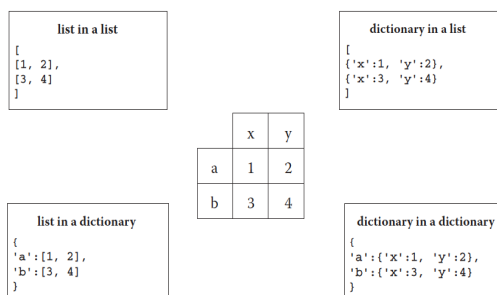 list in a list
[
[1, 2],
[3, 4]
]
dictionary in a list
[
{'x':1, 'y':2},
{'x':3, 'y':4}
]
x y
a 1 2
b 3 4
list in a dictionary
{
'a':[1, 2],
'b':[3, 4]
}
dictionary in a dictionary
{
'a':{'x':1, 'y':2},
'b':{'x':3, 'y':4}
}